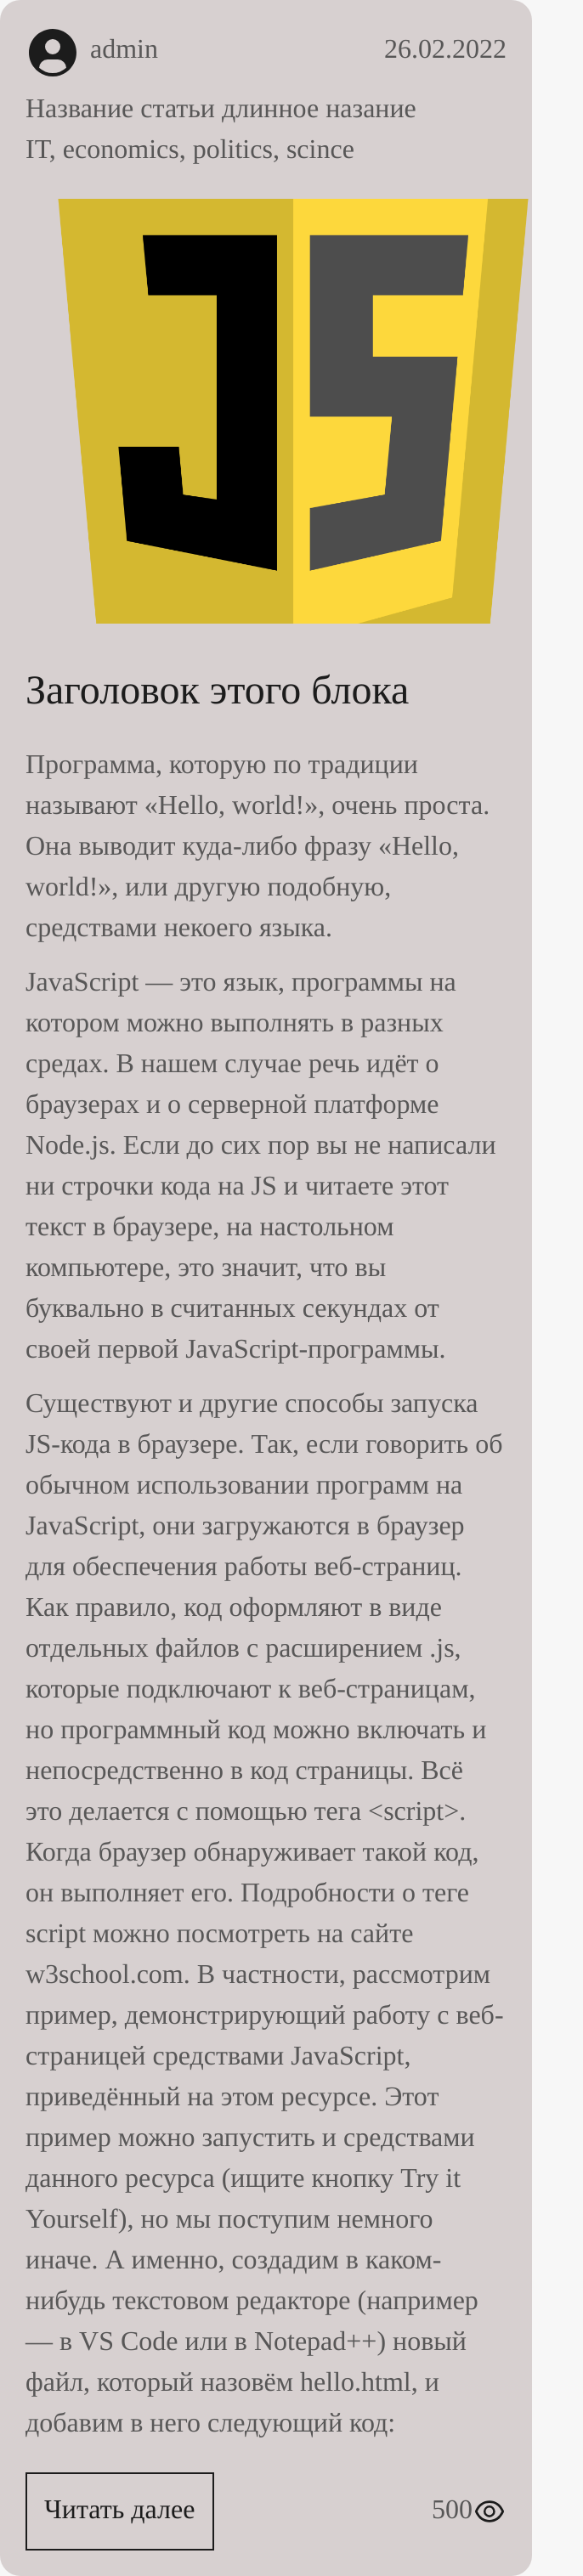 admin 26.02.2022
Название статьи длинное назание
IT, economics, politics, scince
JS
Заголовок этого блока
Программа, которую по традиции
называют «Hello, world!», очень проста.
Она выводит куда-либо фразу «Hello,
world!», или другую подобную,
средствами некоего языка.
JavaScript — это язык, программы на
котором можно выполнять в разных
средах. В нашем случае речь идёт о
браузерах и о серверной платформе
Node.js. Если до сих пор вы не написали
ни строчки кода на JS и читаете этот
текст в браузере, на настольном
компьютере, это значит, что вы
буквально в считанных секундах от
своей первой JavaScript-программы.
Существуют и другие способы запуска
JS-кода в браузере. Так, если говорить об
обычном использовании программ на
JavaScript, они загружаются в браузер
для обеспечения работы веб-страниц.
Как правило, код оформляют в виде
отдельных файлов с расширением .js,
которые подключают к веб-страницам,
но программный код можно включать и
непосредственно в код страницы. Всё
это делается с помощью тега <script>.
Когда браузер обнаруживает такой код,
он выполняет его. Подробности о теге
script можно посмотреть на сайте
w3school.com. В частности, рассмотрим
пример, демонстрирующий работу с веб-
страницей средствами JavaScript,
приведённый на этом ресурсе. Этот
пример можно запустить и средствами
данного ресурса (ищите кнопку Try it
Yourself), но мы поступим немного
иначе. А именно, создадим в каком-
нибудь текстовом редакторе (например
— в VS Code или в Notepad++) новый
файл, который назовём hello.html, и
добавим в него следующий код:
Читать далее 500